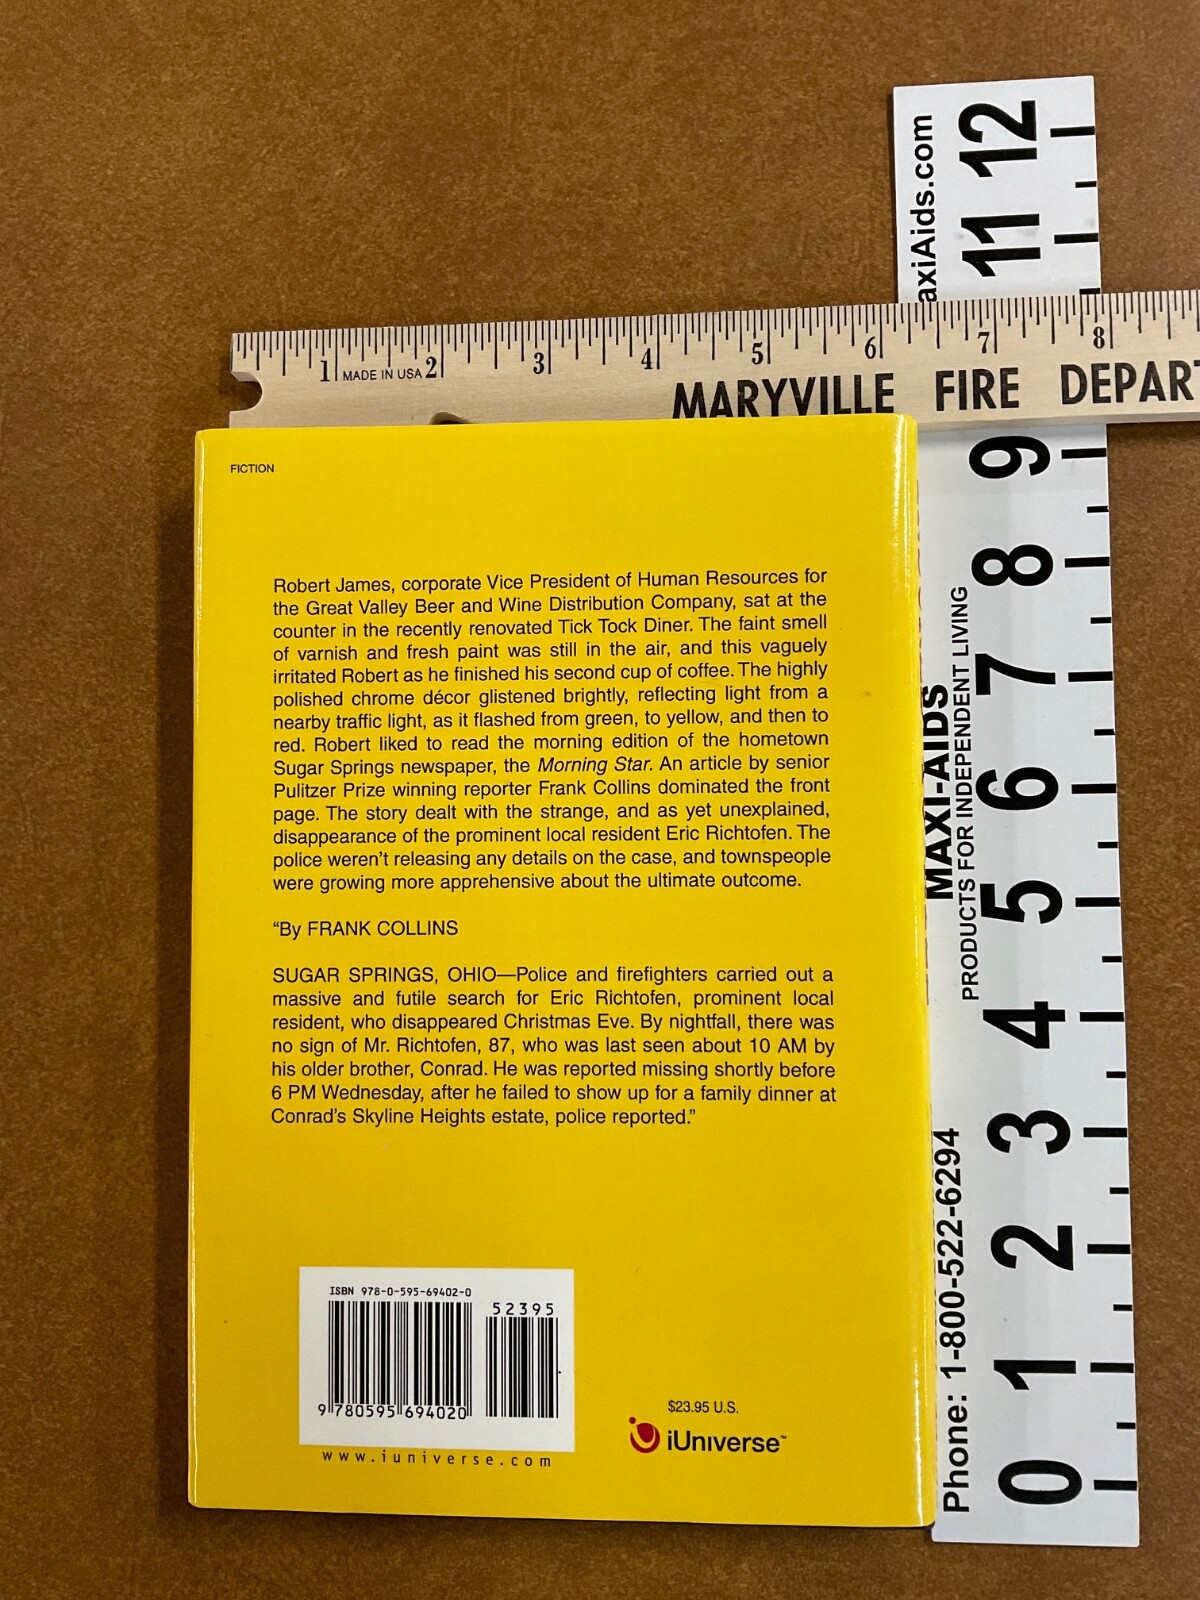 12
11
axiAids.com
1 MADE IN USA 2 3 4 5 6 7 8
MARYVILLE FIRE DEPART
9
8
7
6
5
4
3
2
1
0
MAXI-AIDS
PRODUCTS FOR INDEPENDENT LIVING
Phone: 1-800-522-6294
FICTION
Robert James, corporate Vice President of Human Resources for
the Great Valley Beer and Wine Distribution Company, sat at the
counter in the recently renovated Tick Tock Diner. The faint smell
of varnish and fresh paint was still in the air, and this vaguely
irritated Robert as he finished his second cup of coffee. The highly
polished chrome décor glistened brightly, reflecting light from a
nearby traffic light, as it flashed from green, to yellow, and then to
red. Robert liked to read the morning edition of the hometown
Sugar Springs newspaper, the Morning Star. An article by senior
Pulitzer Prize winning reporter Frank Collins dominated the front
page. The story dealt with the strange, and as yet unexplained,
disappearance of the prominent local resident Eric Richtofen. The
police weren't releasing any details on the case, and townspeople
were growing more apprehensive about the ultimate outcome.
“By FRANK COLLINS
SUGAR SPRINGS, OHIO—Police and firefighters carried out a
massive and futile search for Eric Richtofen, prominent local
resident, who disappeared Christmas Eve. By nightfall, there was
no sign of Mr. Richtofen, 87, who was last seen about 10 AM by
his older brother, Conrad. He was reported missing shortly before
6 PM Wednesday, after he failed to show up for a family dinner at
Conrad's Skyline Heights estate, police reported.”
ISBN 978-0-595-69402-0
52395
9 780595 694020
www.iuniverse.com
$23.95 U.S.
iUniverse™